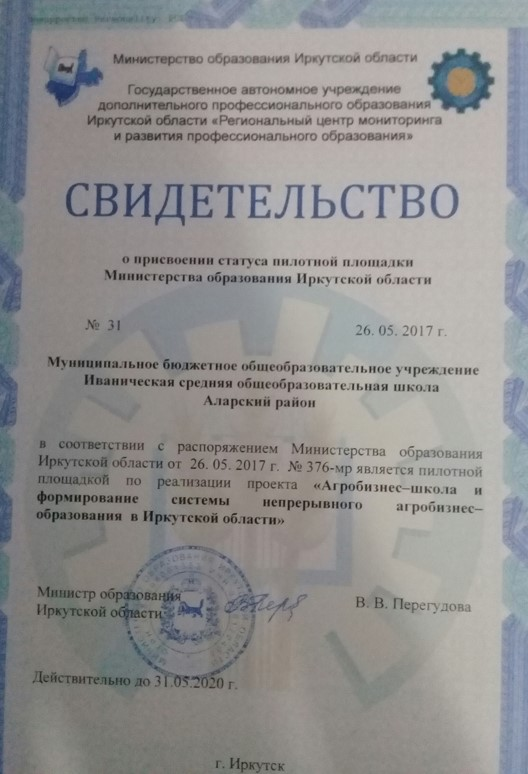 Министерство образования Иркутской области
Государственное автономное учреждение
дополнительного профессионального образования
Иркутской области «Региональный центр мониторинга
и развития профессионального образования»
СВИДЕТЕЛЬСТВО
о присвоении статуса пилотной площадки
Министерства образования Иркутской области
№ 31
26. 05. 2017 г.
Муниципальное бюджетное общеобразовательное учреждение
Иваническая средняя общеобразовательная школа
Аларский район
в соответствии с распоряжением Министерства образования
Иркутской области от 26. 05. 2017 г. № 376-мр является пилотной
площадкой по реализации проекта «Агробизнес–школа и
формирование системы непрерывного агробизнес–
образования в Иркутской области»
Министр образования
Иркутской области
В. В. Перегудова
Действительно до 31.05.2020 г.
г. Иркутск